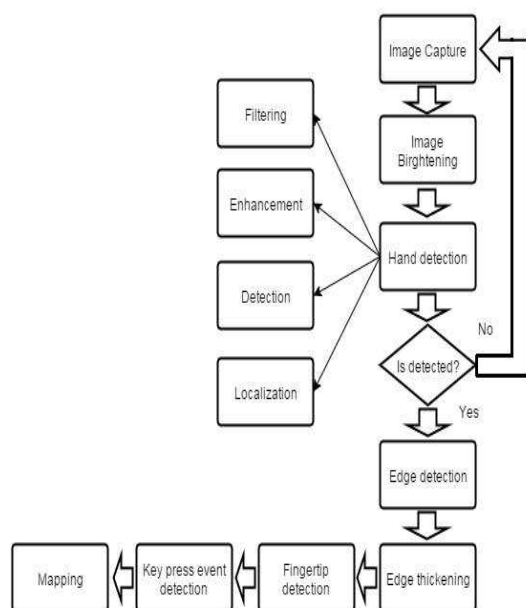 Image Capture
Filtering
Image
Birghtening
Enhancement
Hand detection
Detection
No
Is detected?
Localization
Yes
Edge detection
Mapping
Key press event
detection
Fingertip
detection
Edge thickening